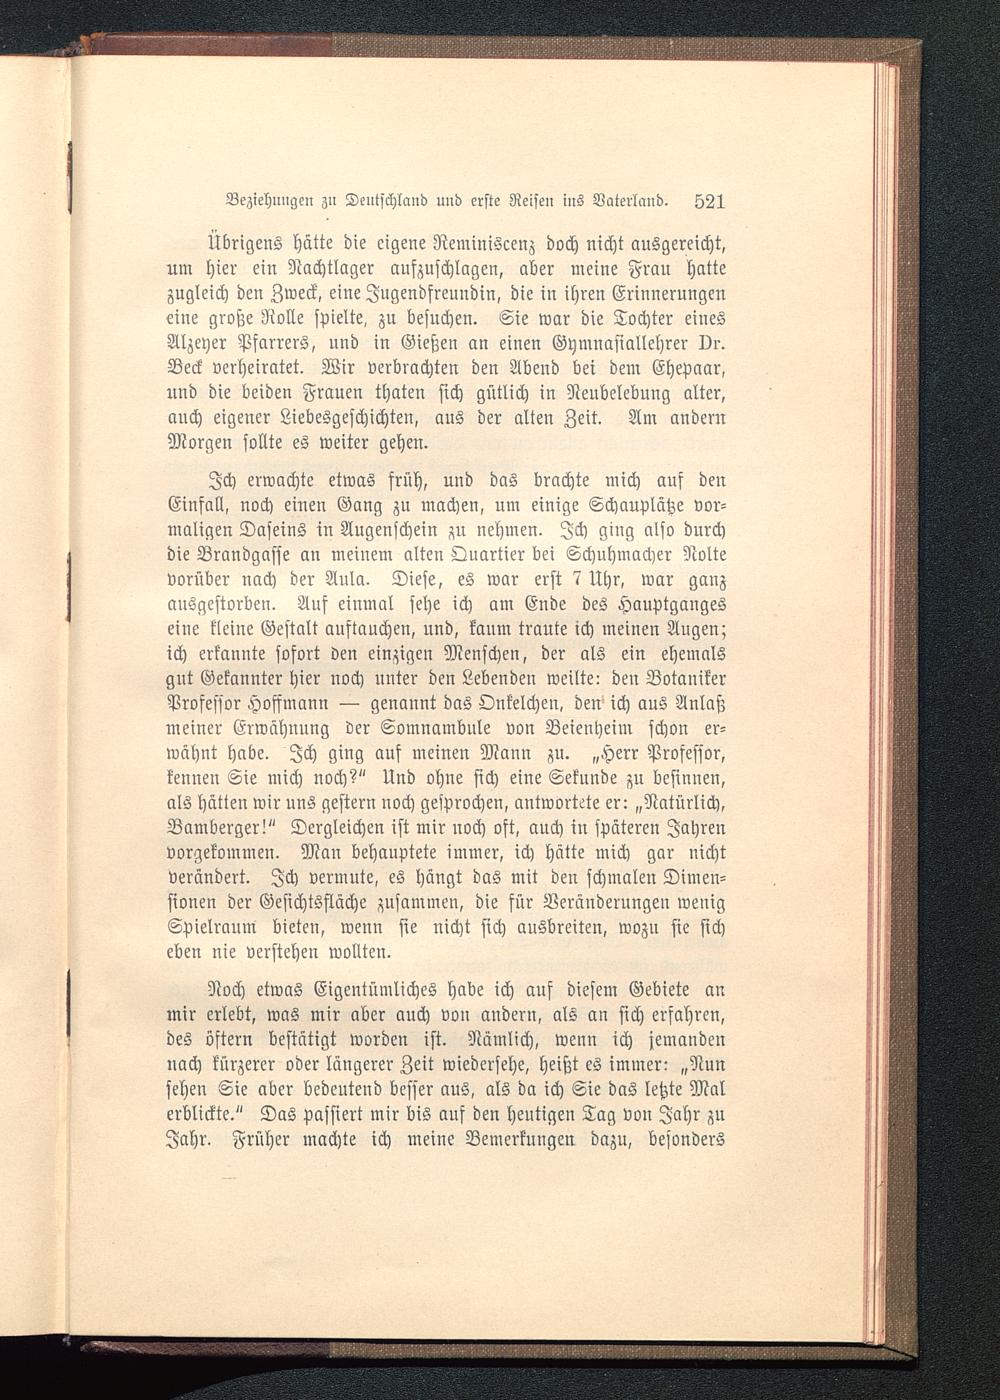 Beziehungen zu Deutschland und erste Reisen ins Vaterland. 521
Übrigens hätte die eigene Reminiscenz doch nicht ausgereicht,
um hier ein Nachtlager aufzuschlagen, aber meine Frau hatte
zugleich den Zweck, eine Jugendfreundin, die in ihren Erinnerungen
eine große Rolle spielte, zu besuchen. Sie war die Tochter eines
Alzeyer Pfarrers, und in Gießen an einen Gymnasiallehrer Dr.
Beck verheiratet. Wir verbrachten den Abend bei dem Ehepaar,
und die beiden Frauen thaten sich gütlich in Neubelebung alter,
auch eigener Liebesgeschichten, aus der alten Zeit. Am andern
Morgen sollte es weiter gehen.
Ich erwachte etwas früh, und das brachte mich auf den
Einfall, noch einen Gang zu machen, um einige Schauplätze vor-
maligen Daseins in Augenschein zu nehmen. Ich ging also durch
die Brandgasse an meinem alten Quartier bei Schuhmacher Nolte
vorüber nach der Aula. Diese, es war erst 7 Uhr, war ganz
ausgestorben. Auf einmal sehe ich am Ende des Hauptganges
eine kleine Gestalt auftauchen, und, kaum traute ich meinen Augen;
ich erkannte sofort den einzigen Menschen, der als ein ehemals
gut Gekannter hier noch unter den Lebenden weilte: den Botaniker
Professor Hoffmann — genannt das Onkelchen, den ich aus Anlaß
meiner Erwähnung der Somnambule von Beienheim schon er-
wähnt habe. Ich ging auf meinen Mann zu. „Herr Professor,
kennen Sie mich noch?“ Und ohne sich eine Sekunde zu besinnen,
als hätten wir uns gestern noch gesprochen, antwortete er: „Natürlich,
Bamberger!“ Dergleichen ist mir noch oft, auch in späteren Jahren
vorgekommen. Man behauptete immer, ich hätte mich gar nicht
verändert. Ich vermute, es hängt das mit den schmalen Dimen-
sionen der Gesichtsfläche zusammen, die für Veränderungen wenig
Spielraum bieten, wenn sie nicht sich ausbreiten, wozu sie sich
eben nie verstehen wollten.
Noch etwas Eigentümliches habe ich auf diesem Gebiete an
mir erlebt, was mir aber auch von andern, als an sich erfahren,
des öftern bestätigt worden ist. Nämlich, wenn ich jemanden
nach kürzerer oder längerer Zeit wiedersehe, heißt es immer: „Nun
sehen Sie aber bedeutend besser aus, als da ich Sie das letzte Mal
erblickte.“ Das passiert mir bis auf den heutigen Tag von Jahr zu
Jahr. Früher machte ich meine Bemerkungen dazu, besonders